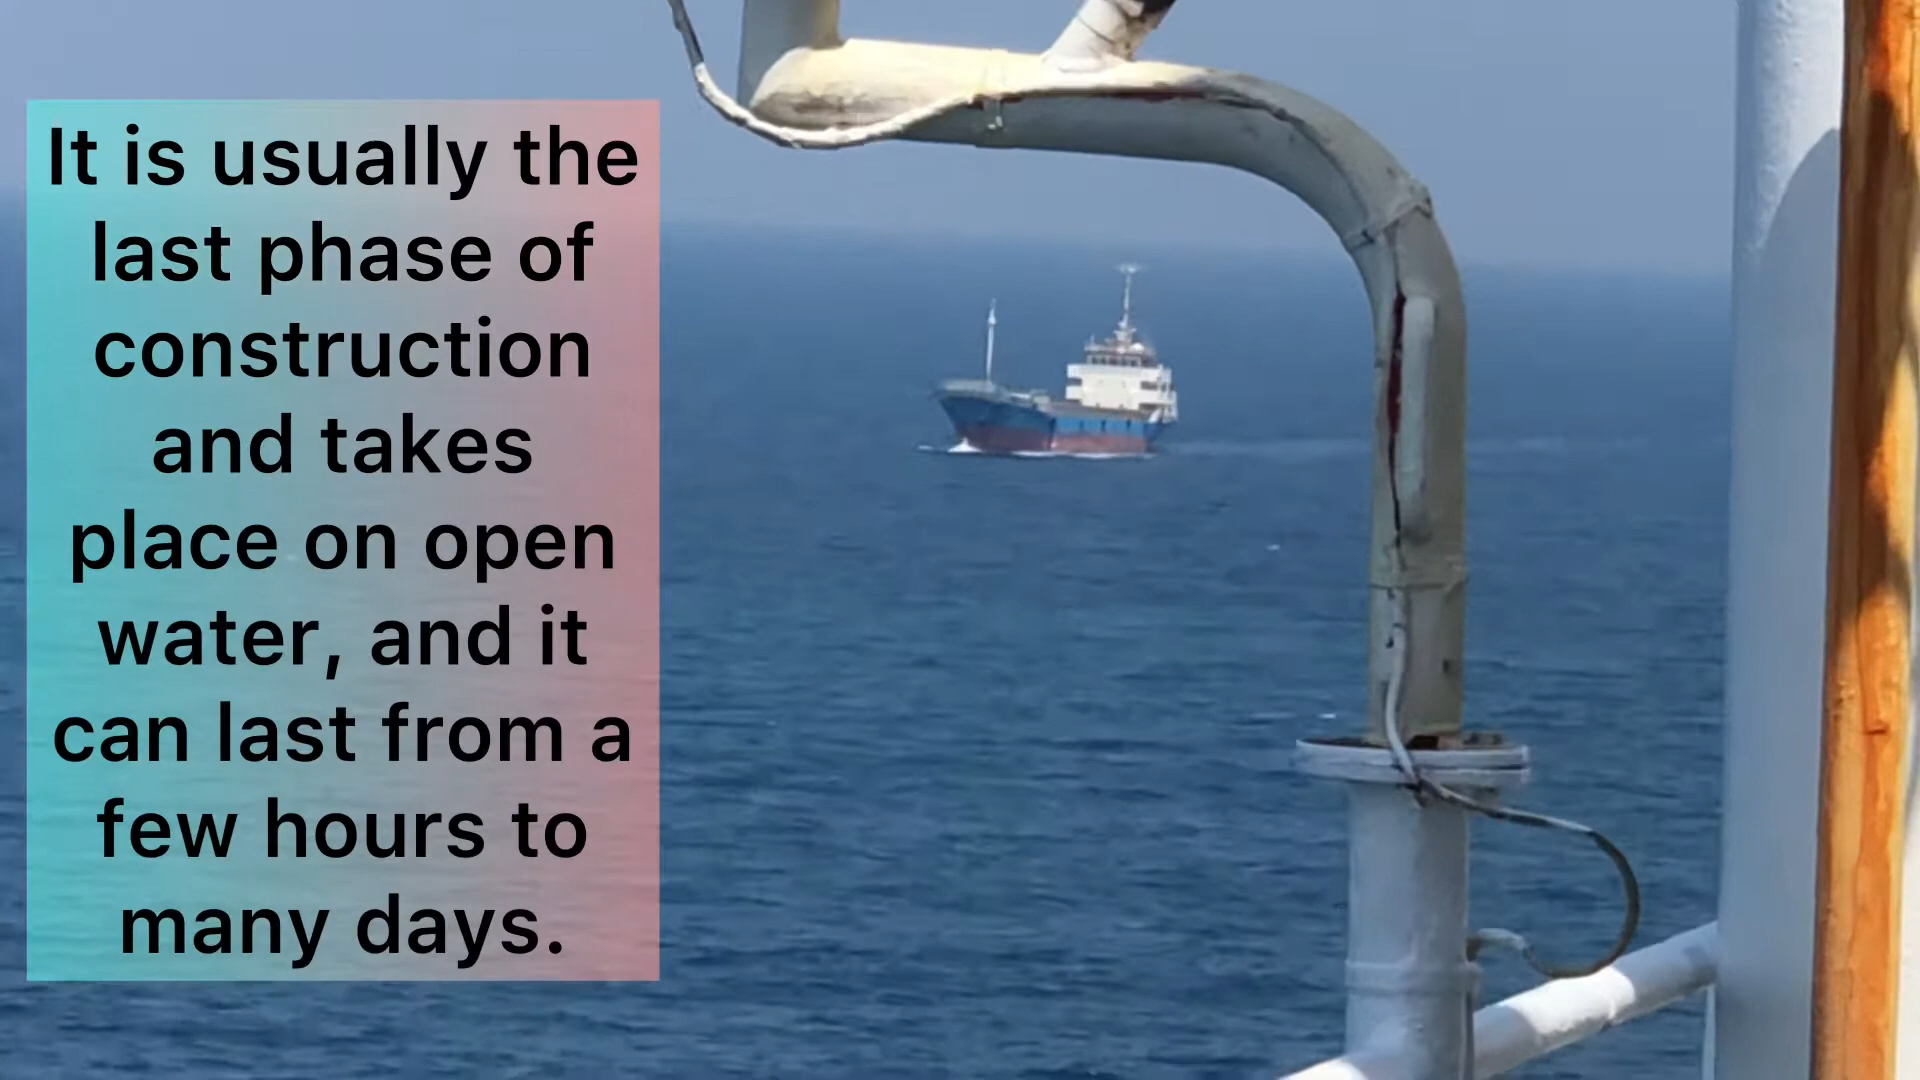 It is usually the
last phase of
construction
and takes
place on open
water, and it
can last from a
few hours to
many days.